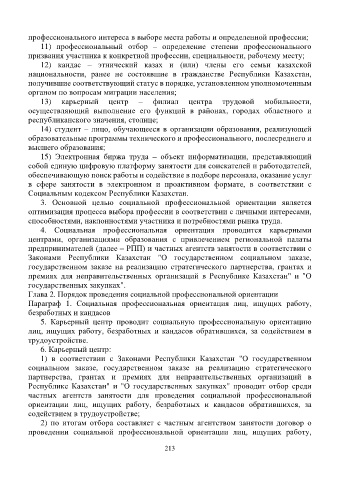 профессионального интереса в выборе места работы и определенной профессии;
11) профессиональный отбор – определение степени профессионального
призвания участника к конкретной профессии, специальности, рабочему месту;
12) кандас – этнический казах и (или) члены его семьи казахской
национальности, ранее не состоявшие в гражданстве Республики Казахстан,
получившие соответствующий статус в порядке, установленном уполномоченным
органом по вопросам миграции населения;
13) карьерный центр – филиал центра трудовой мобильности,
осуществляющий выполнение его функций в районах, городах областного и
республиканского значения, столице;
14) студент – лицо, обучающееся в организации образования, реализующей
образовательные программы технического и профессионального, послесреднего и
высшего образования;
15) Электронная биржа труда – объект информатизации, представляющий
собой единую цифровую платформу занятости для соискателей и работодателей,
обеспечивающую поиск работы и содействие в подборе персонала, оказание услуг
в сфере занятости в электронном и проактивном формате, в соответствии с
Социальным кодексом Республики Казахстан.
3. Основной целью социальной профессиональной ориентации является
оптимизация процесса выбора профессии в соответствии с личными интересами,
способностями, наклонностями участника и потребностями рынка труда.
4. Социальная профессиональная ориентация проводится карьерными
центрами, организациями образования с привлечением региональной палаты
предпринимателей (далее – РПП) и частных агентств занятости в соответствии с
Законами Республики Казахстан "О государственном социальном заказе,
государственном заказе на реализацию стратегического партнерства, грантах и
премиях для неправительственных организаций в Республике Казахстан" и "О
государственных закупках".
Глава 2. Порядок проведения социальной профессиональной ориентации
Параграф 1. Социальная профессиональная ориентация лиц, ищущих работу,
безработных и кандасов
5. Карьерный центр проводит социальную профессиональную ориентацию
лиц, ищущих работу, безработных и кандасов обратившихся, за содействием в
трудоустройстве.
6. Карьерный центр:
1) в соответствии с Законами Республики Казахстан "О государственном
социальном заказе, государственном заказе на реализацию стратегического
партнерства, грантах и премиях для неправительственных организаций в
Республике Казахстан" и "О государственных закупках" проводит отбор среди
частных агентств занятости для проведения социальной профессиональной
ориентации лиц, ищущих работу, безработных и кандасов обратившихся, за
содействием в трудоустройстве;
2) по итогам отбора составляет с частным агентством занятости договор о
проведении социальной профессиональной ориентации лиц, ищущих работу,
213